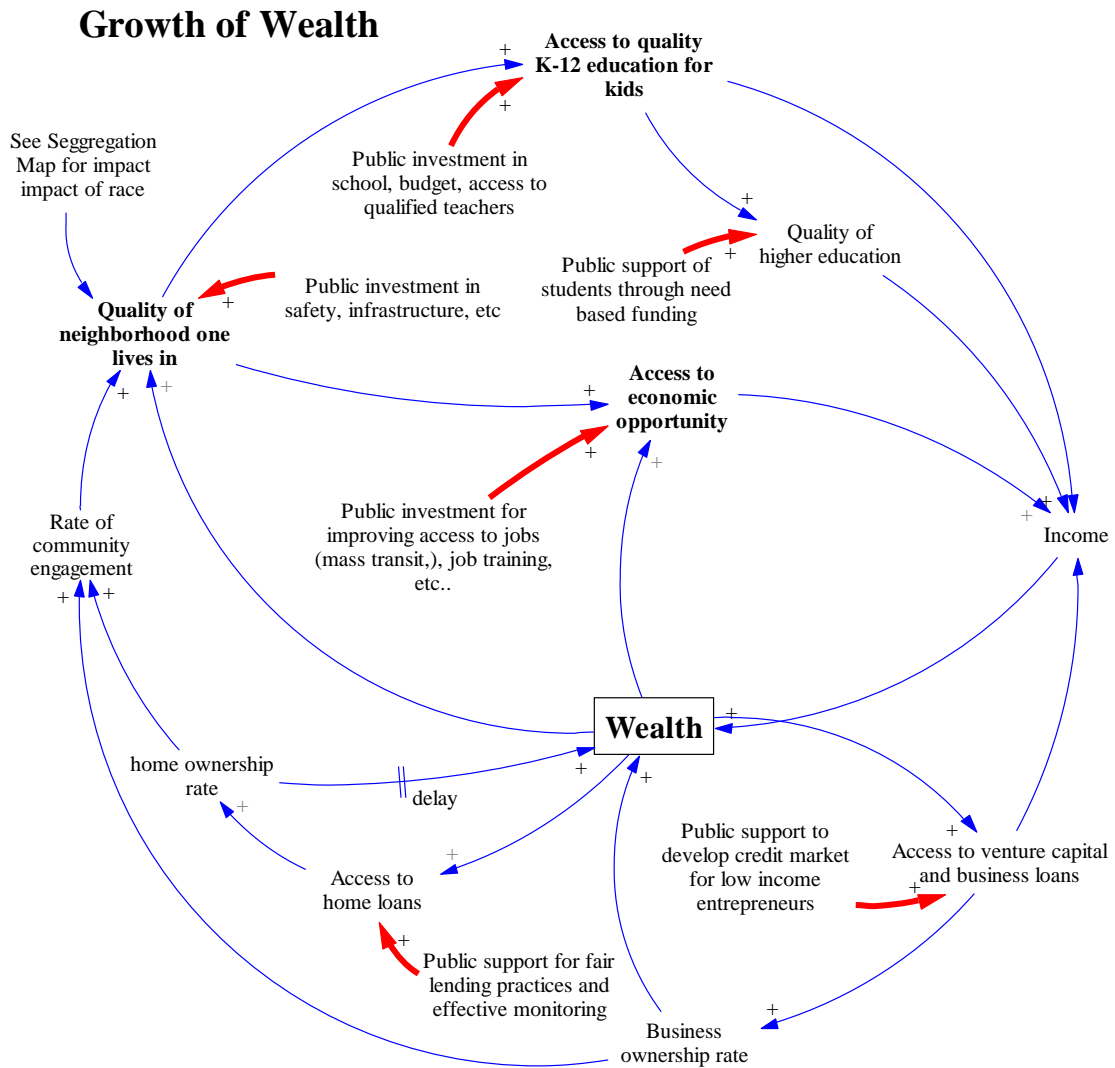 Growth of Wealth
Access to quality
K-12 education for
kids
+
+
See Seggregation
Map for impact
impact of race
Public investment in
school, budget, access to
qualified teachers
+
Quality of
higher education
+
Public support of
students through need
based funding
Public investment in
safety, infrastructure, etc
+
Quality of
neighborhood one
lives in
+
+
Access to
economic
opportunity
+
+
+
Public investment for
improving access to jobs
(mass transit,), job training,
etc..
+
+
Income
Rate of
community
engagement
+
+
Wealth
+
+
+
home ownership
rate
+
delay
+
Access to
home loans
+
Public support for fair
lending practices and
effective monitoring
Public support to
develop credit market
for low income
entrepreneurs
+
+
Access to venture capital
and business loans
+
Business
ownership rate